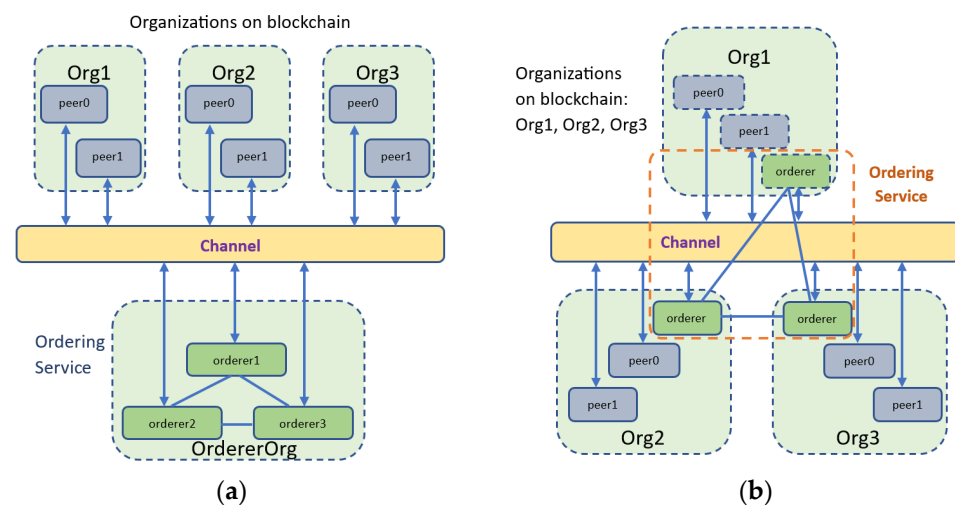 Organizations on blockchain
Org1
Org2
Org3
peer0
peer0
peer0
peer1
peer1
peer1
Channel
Ordering
Service
orderer1
orderer2
orderer3
OrdererOrg
(a)
Organizations
on blockchain:
Org1, Org2, Org3
Org1
peer0
peer1
orderer
Ordering
Service
Channel
orderer
orderer
peer0
peer0
peer1
peer1
Org2
Org3
(b)